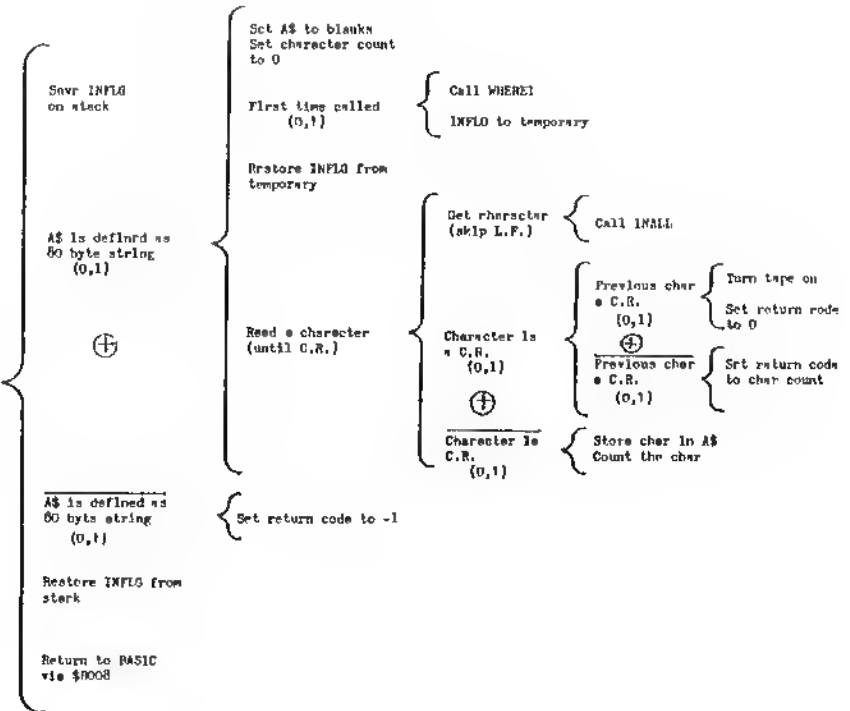 Save INFLG
on stack
A$ is defined as
80 byte string
(0,1)
⊕
A$ is defined as
80 byte string
(0,1)
Restore INFLG from
stack
Return to BASIC
via
Set A$ to blanks
Set character count
to 0
First time called
(0,1)
Restore INFLG from
temporary
Read a character
(until C.R.)
Set return code to -1
Call WHEREI
INFLG to temporary
Get character
(skip L.F.)
Character is
a C.R.
(0,1)
⊕
Character is
C.R.
(0,1)
Call INALL
Previous char
a C.R.
(0,1)
⊕
Previous char
a C.R.
(0,1)
Store char in A$
Count the char
Turn tape on
Set return code
to 0
Set return code
to char count